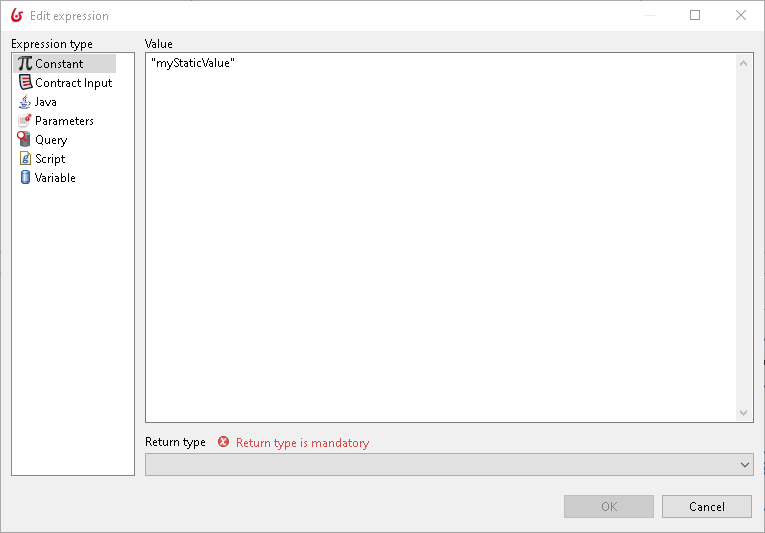 Edit expression
Expression type
Value
Constant
Contract Input
Java
Parameters
Query
Script
Variable
"myStaticValue"
Return type
Return type is mandatory
OK
Cancel